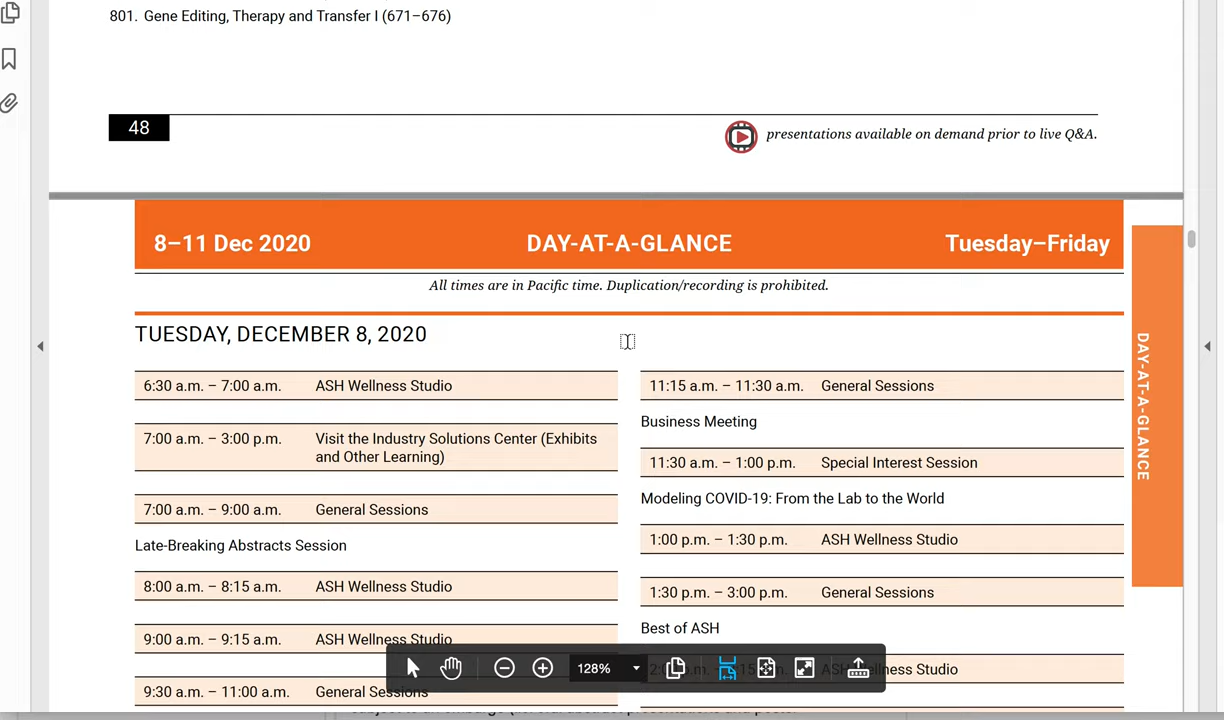 801. Gene Editing, Therapy and Transfer I (671–676)
48
presentations available on demand prior to live Q&A.
8–11 Dec 2020 DAY-AT-A-GLANCE Tuesday–Friday
All times are in Pacific time. Duplication/recording is prohibited.
DAY-AT-A-GLANCE
TUESDAY, DECEMBER 8, 2020
6:30 a.m. – 7:00 a.m. ASH Wellness Studio
7:00 a.m. – 3:00 p.m. Visit the Industry Solutions Center (Exhibits
and Other Learning)
7:00 a.m. – 9:00 a.m. General Sessions
Late-Breaking Abstracts Session
8:00 a.m. – 8:15 a.m. ASH Wellness Studio
9:00 a.m. – 9:15 a.m. ASH Wellness Studio
9:30 a.m. – 11:00 a.m. General Sessions
11:15 a.m. – 11:30 a.m. General Sessions
Business Meeting
11:30 a.m. – 1:00 p.m. Special Interest Session
Modeling COVID-19: From the Lab to the World
1:00 p.m. – 1:30 p.m. ASH Wellness Studio
1:30 p.m. – 3:00 p.m. General Sessions
Best of ASH
ASH Wellness Studio
128%